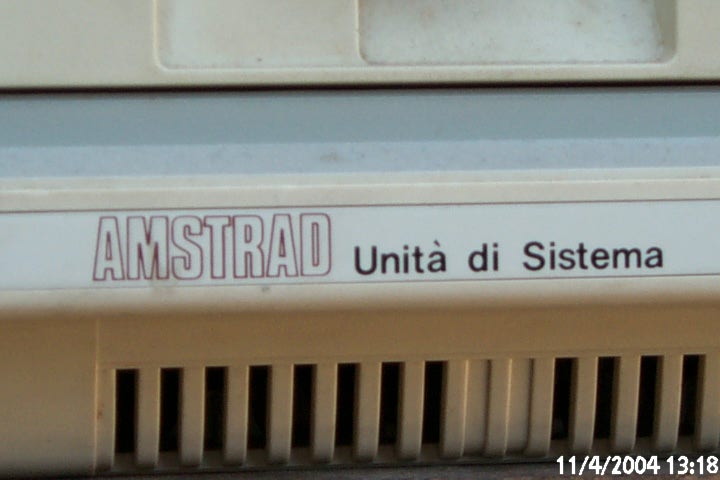 AMSTRAD Unità di Sistema
11/4/2004 13:18